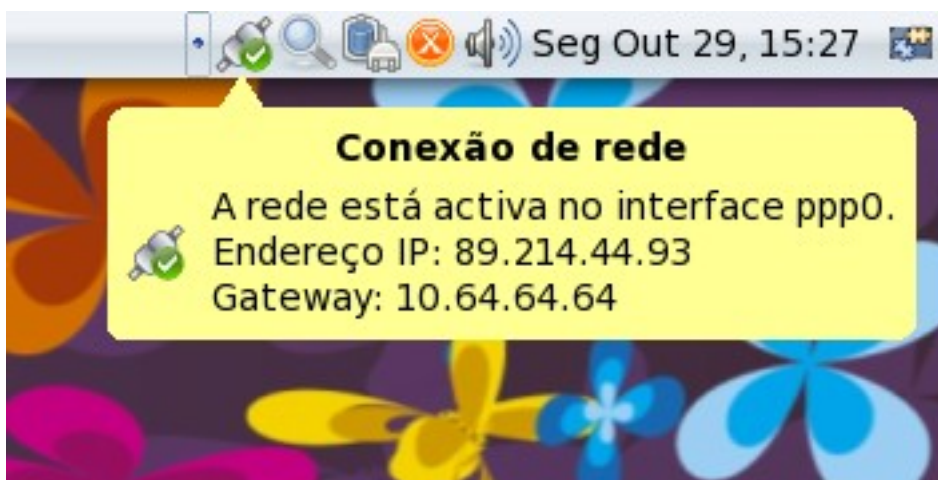 Seg Out 29, 15:27
Conexão de rede
A rede está activa no interface ppp0.
Endereço IP: 89.214.44.93
Gateway: 10.64.64.64